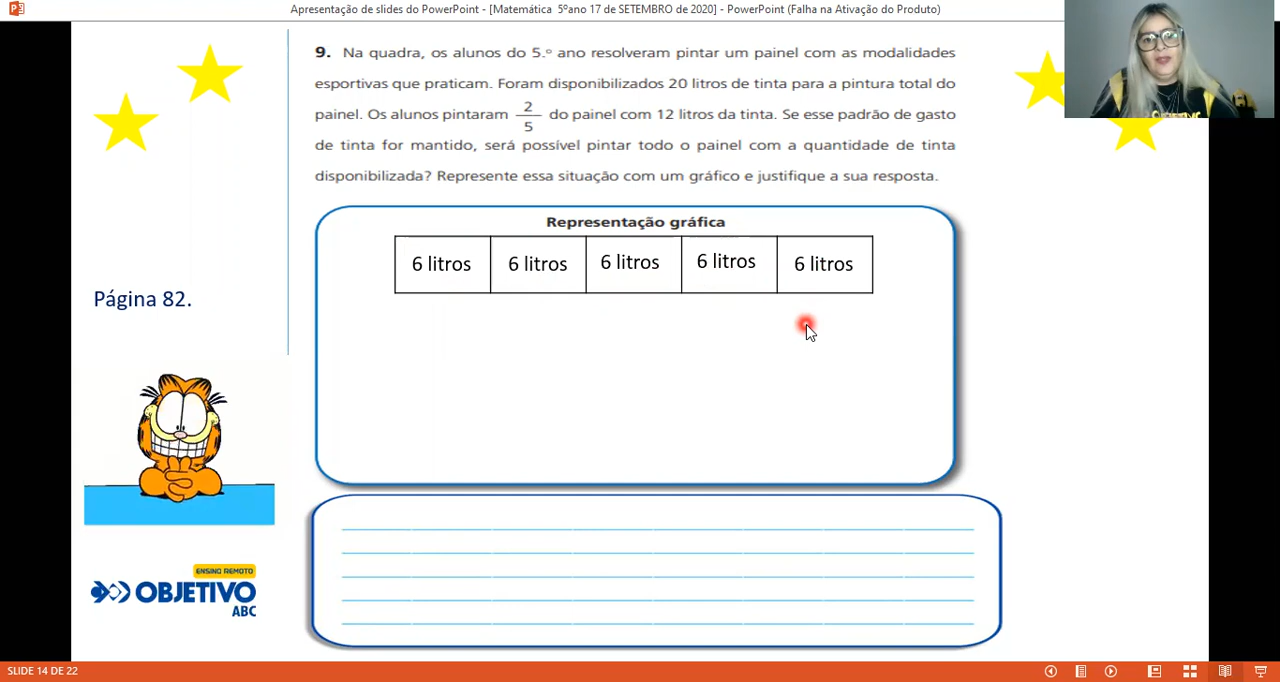 Apresentação de slides do PowerPoint - [Matemática 5ºano 17 de SETEMBRO de 2020] - PowerPoint (Falha na Ativação do Produto)
9. Na quadra, os alunos do 5.º ano resolveram pintar um painel com as modalidades
esportivas que praticam. Foram disponibilizados 20 litros de tinta para a pintura total do
painel. Os alunos pintaram 2/5 do painel com 12 litros da tinta. Se esse padrão de gasto
de tinta for mantido, será possível pintar todo o painel com a quantidade de tinta
disponibilizada? Represente essa situação com um gráfico e justifique a sua resposta.
Representação gráfica
6 litros 6 litros 6 litros 6 litros 6 litros
Página 82.
ENSINO REMOTO
OBJETIVO
ABC
SLIDE 14 DE 22